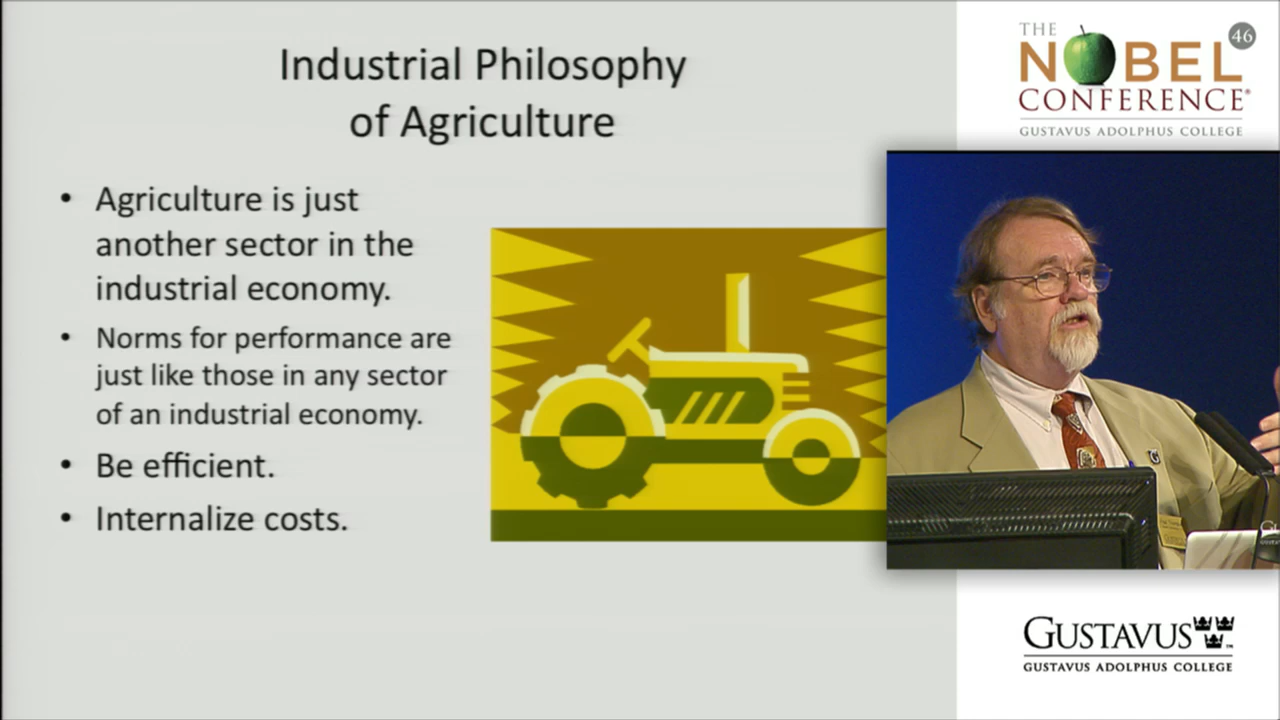 Industrial Philosophy
of Agriculture
• Agriculture is just
another sector in the
industrial economy.
• Norms for performance are
just like those in any sector
of an industrial economy.
• Be efficient.
• Internalize costs.
THE
NOBEL
46
CONFERENCE®
GUSTAVUS ADOLPHUS COLLEGE
GUSTAVUS™
GUSTAVUS ADOLPHUS COLLEGE